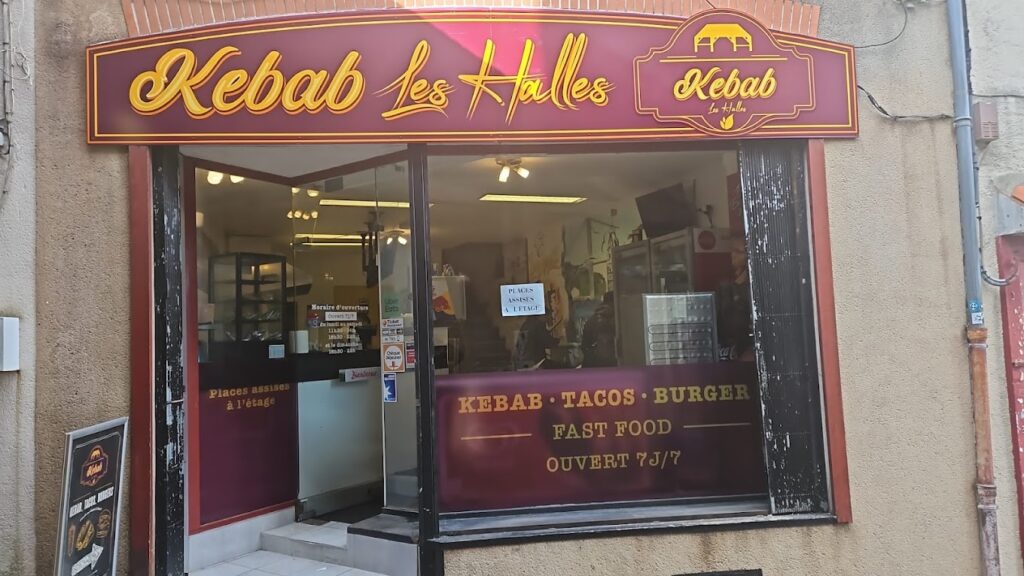 Kebab Les Halles
Kebab
Les Halles
PLACES
ASSISES
A L'ETAGE
Horaire d'ouverture
Ouvert 7j/7
Places assises
à l'étage
KEBAB · TACOS · BURGER
FAST FOOD
OUVERT 7J/7
Kebab